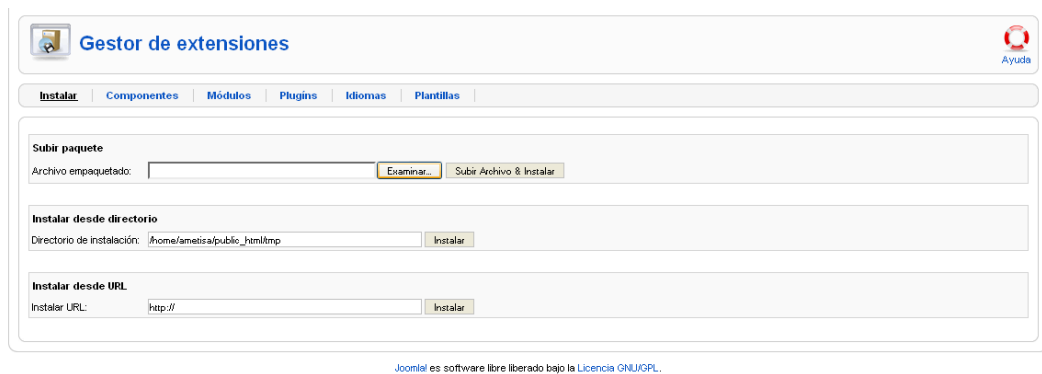 Gestor de extensiones
Ayuda
Instalar Componentes Módulos Plugíns Idiomas Plantillas
Subir paquete
Archivo empaquetado: Examinar... Subir Archivo & Instalar
Instalar desde directorio
Directorio de instalación: /home/ametisa/public_html/tmp Instalar
Instalar desde URL
Instalar URL: http:// Instalar
Joomla! es software libre liberado bajo la Licencia GNU/GPL.